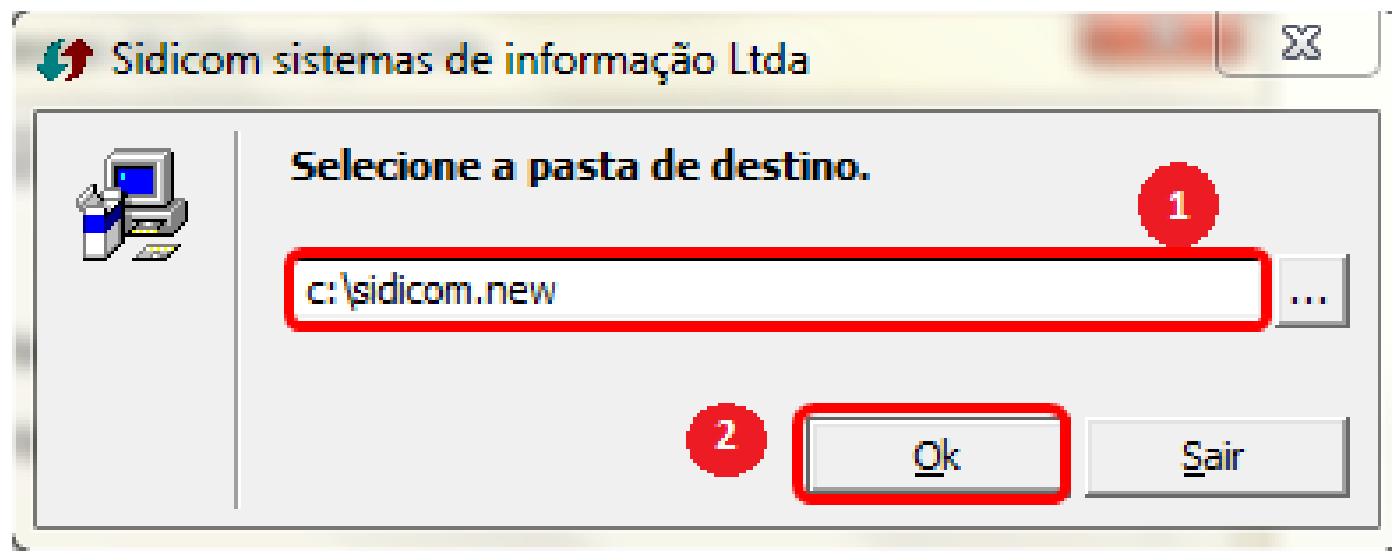 Sidicom sistemas de informação Ltda
Selecione a pasta de destino.
1
c:\sidicom.new
...
2
Ok
Sair